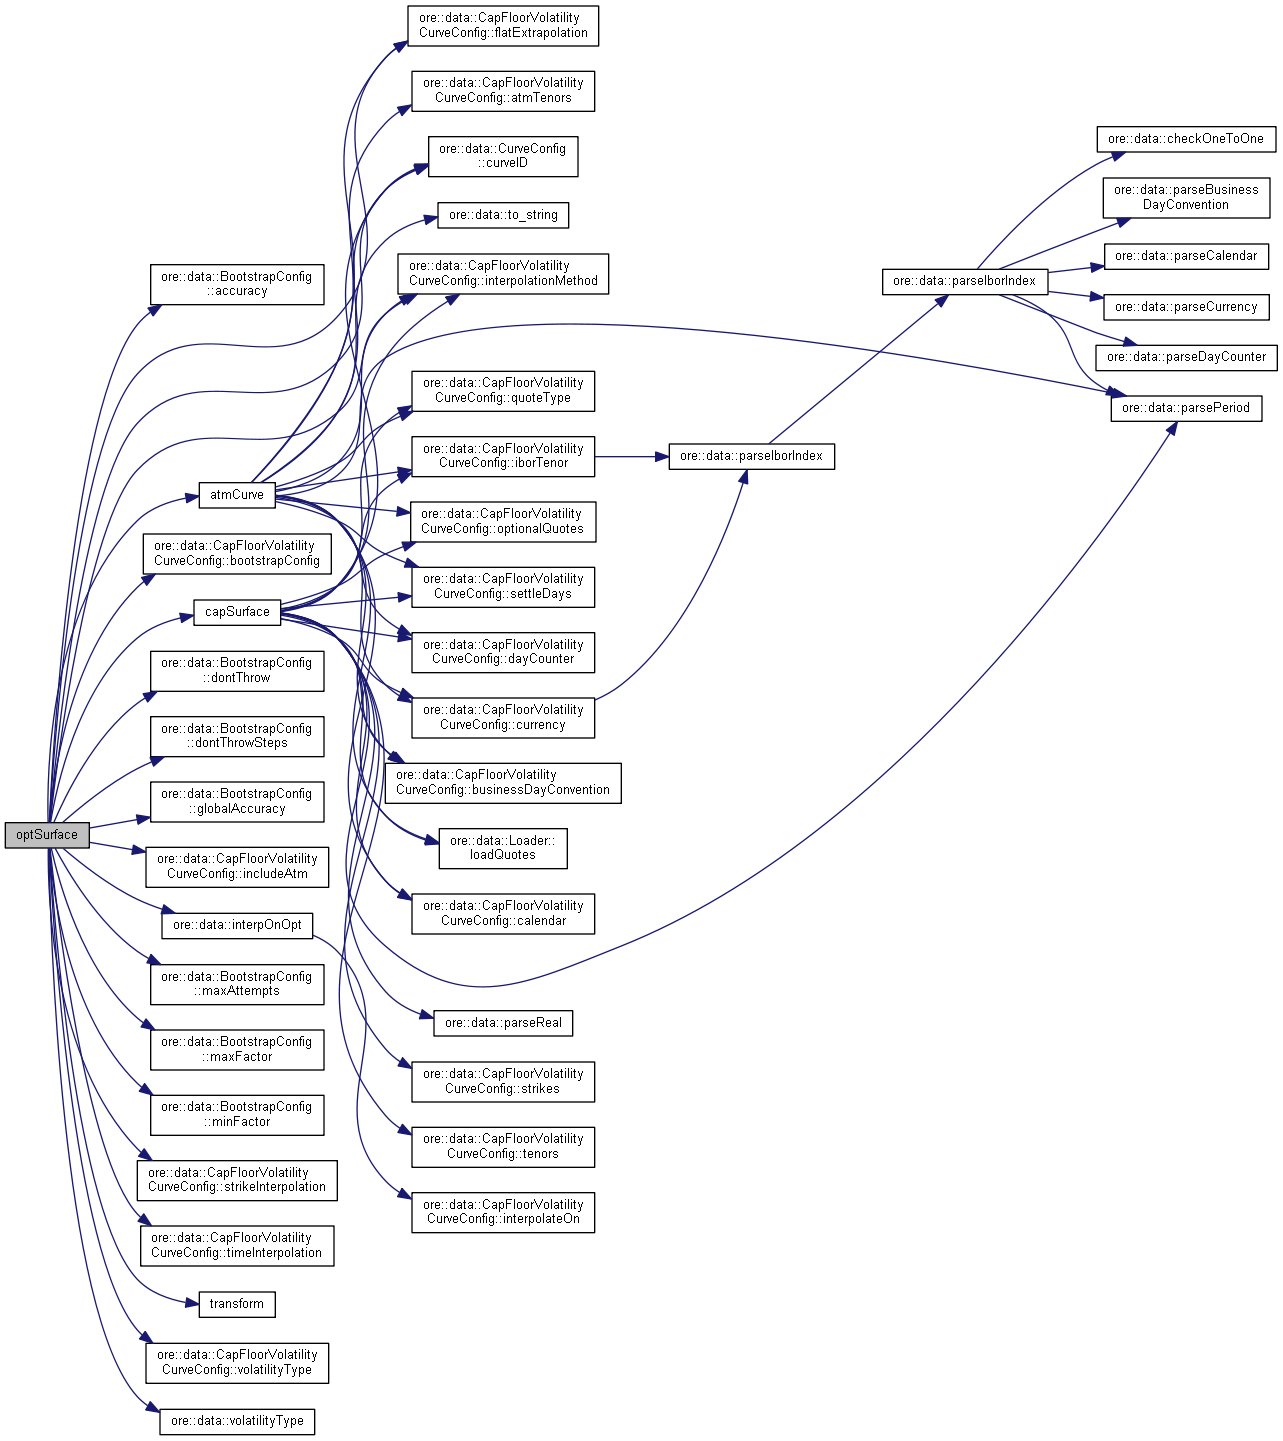 optSurface
ore::data::BootstrapConfig
::accuracy
atmCurve
ore::data::CapFloorVolatility
CurveConfig::bootstrapConfig
capSurface
ore::data::BootstrapConfig
::dontThrow
ore::data::BootstrapConfig
::dontThrowSteps
ore::data::BootstrapConfig
::globalAccuracy
ore::data::CapFloorVolatility
CurveConfig::includeAtm
ore::data::interpOnOpt
ore::data::BootstrapConfig
::maxAttempts
ore::data::BootstrapConfig
::maxFactor
ore::data::BootstrapConfig
::minFactor
ore::data::CapFloorVolatility
CurveConfig::strikeInterpolation
ore::data::CapFloorVolatility
CurveConfig::timeInterpolation
transform
ore::data::CapFloorVolatility
CurveConfig::volatilityType
ore::data::volatilityType
ore::data::CapFloorVolatility
CurveConfig::flatExtrapolation
ore::data::CapFloorVolatility
CurveConfig::atmTenors
ore::data::CurveConfig
::curveID
ore::data::to_string
ore::data::CapFloorVolatility
CurveConfig::interpolationMethod
ore::data::CapFloorVolatility
CurveConfig::quoteType
ore::data::CapFloorVolatility
CurveConfig::iborTenor
ore::data::CapFloorVolatility
CurveConfig::optionalQuotes
ore::data::CapFloorVolatility
CurveConfig::settleDays
ore::data::CapFloorVolatility
CurveConfig::dayCounter
ore::data::CapFloorVolatility
CurveConfig::currency
ore::data::CapFloorVolatility
CurveConfig::businessDayConvention
ore::data::Loader::
loadQuotes
ore::data::CapFloorVolatility
CurveConfig::calendar
ore::data::parseReal
ore::data::CapFloorVolatility
CurveConfig::strikes
ore::data::CapFloorVolatility
CurveConfig::tenors
ore::data::CapFloorVolatility
CurveConfig::interpolateOn
ore::data::parseIborIndex
ore::data::parseIborIndex
ore::data::checkOneToOne
ore::data::parseBusiness
DayConvention
ore::data::parseCalendar
ore::data::parseCurrency
ore::data::parseDayCounter
ore::data::parsePeriod